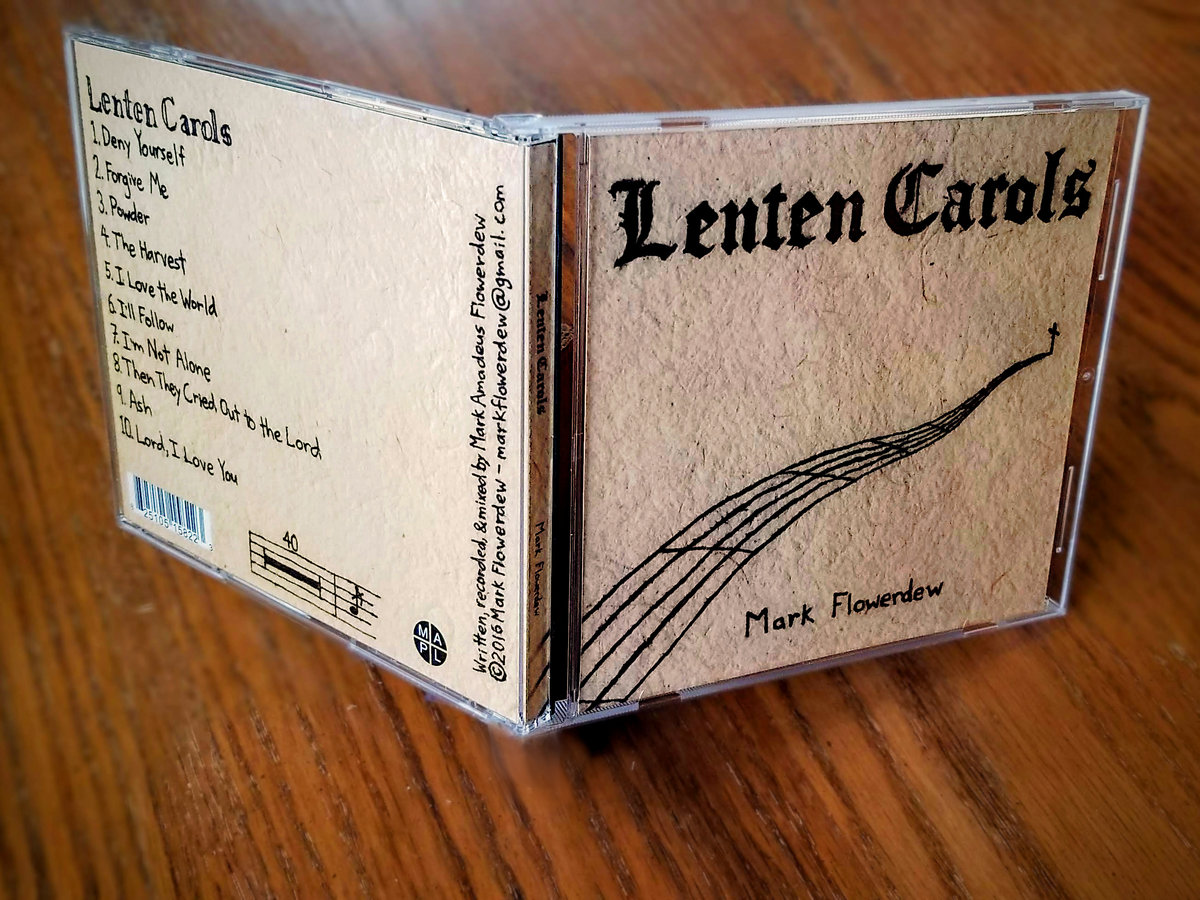 Lenten Carols
1. Deny Yourself
2. Forgive Me
3. Powder
4. The Harvest
5. I Love the World
6. I'll Follow
7. I'm Not Alone
8. Then They Cried Out to the Lord
9. Ash
10. Lord, I Love You
40
MAPL
Written, recorded, & mixed by Mark Amadeus Flowerdew
©2016 Mark Flowerdew - markflowerdew@gmail.com
Lenten Carols
Mark Flowerdew
Lenten Carols
Mark Flowerdew